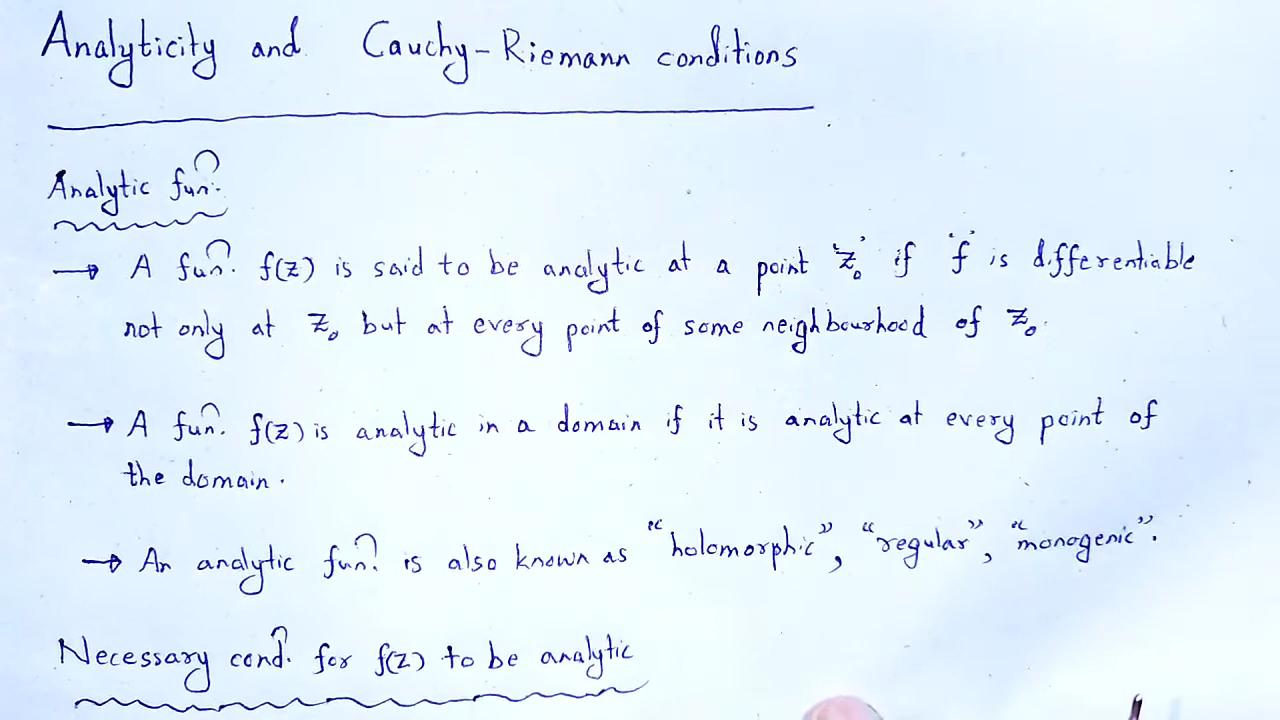 Analyticity and Cauchy-Riemann conditions
Analytic fun.
→ A fun. f(z) is said to be analytic at a point 'z₀' if 'f' is differentiable
not only at z₀ but at every point of some neighbourhood of z₀.
→ A fun. f(z) is analytic in a domain if it is analytic at every point of
the domain.
→ An analytic fun. is also known as "holomorphic", "regular", "monogenic".
Necessary cond. for f(z) to be analytic